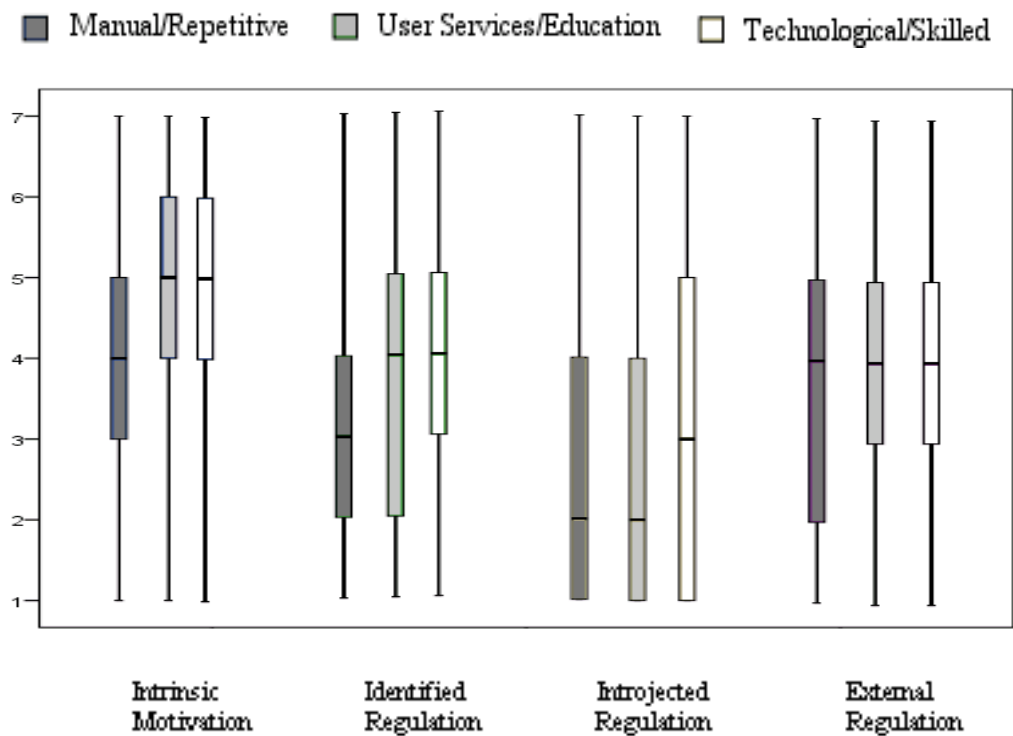 Manual/Repetitive User Services/Education Technological/Skilled
7
6
5
4
3
2
1
Intrinsic Motivation
Identified Regulation
Introjected Regulation
External Regulation